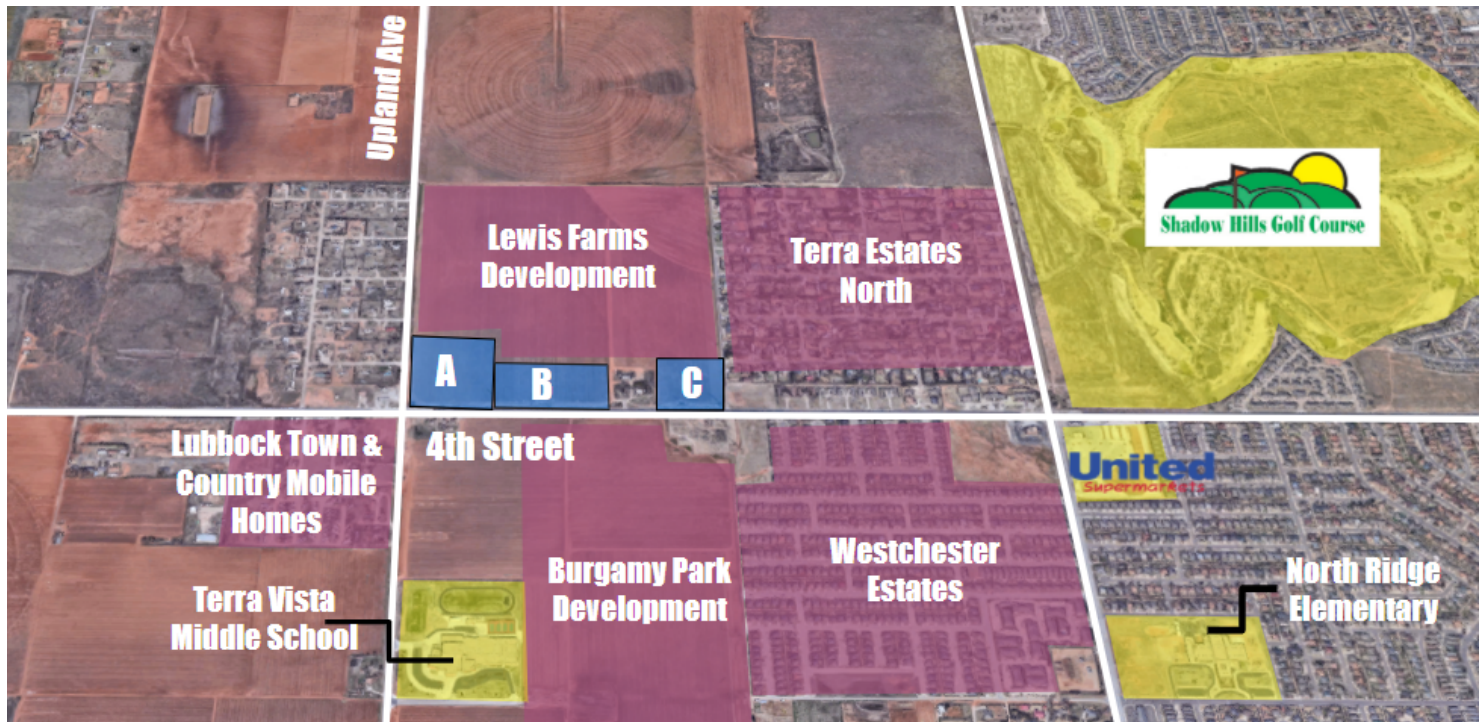 Upland Ave
Lewis Farms
Development
Terra Estates
North
Shadow Hills Golf Course
A
B
C
4th Street
Lubbock Town &
Country Mobile
Homes
United
Supermarkets
Terra Vista
Middle School
Burgamy Park
Development
Westchester
Estates
North Ridge
Elementary